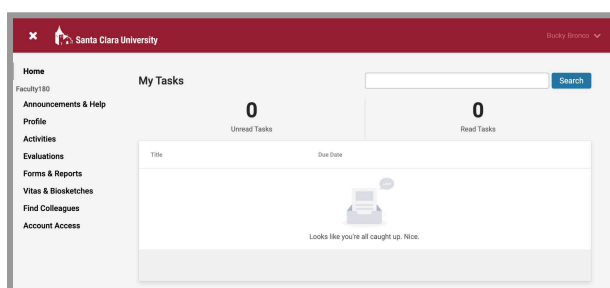 × Santa Clara University Bucky Bronco
Home
Faculty180
Announcements & Help
Profile
Activities
Evaluations
Forms & Reports
Vitas & Biosketches
Find Colleagues
Account Access
My Tasks Search
0 0
Unread Tasks Read Tasks
Title Due Date
Looks like you're all caught up. Nice.